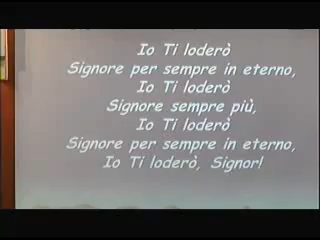 Io Ti loderò
Signore per sempre in eterno,
Io Ti loderò
Signore sempre più,
Io Ti loderò
Signore per sempre in eterno,
Io Ti loderò, Signor!